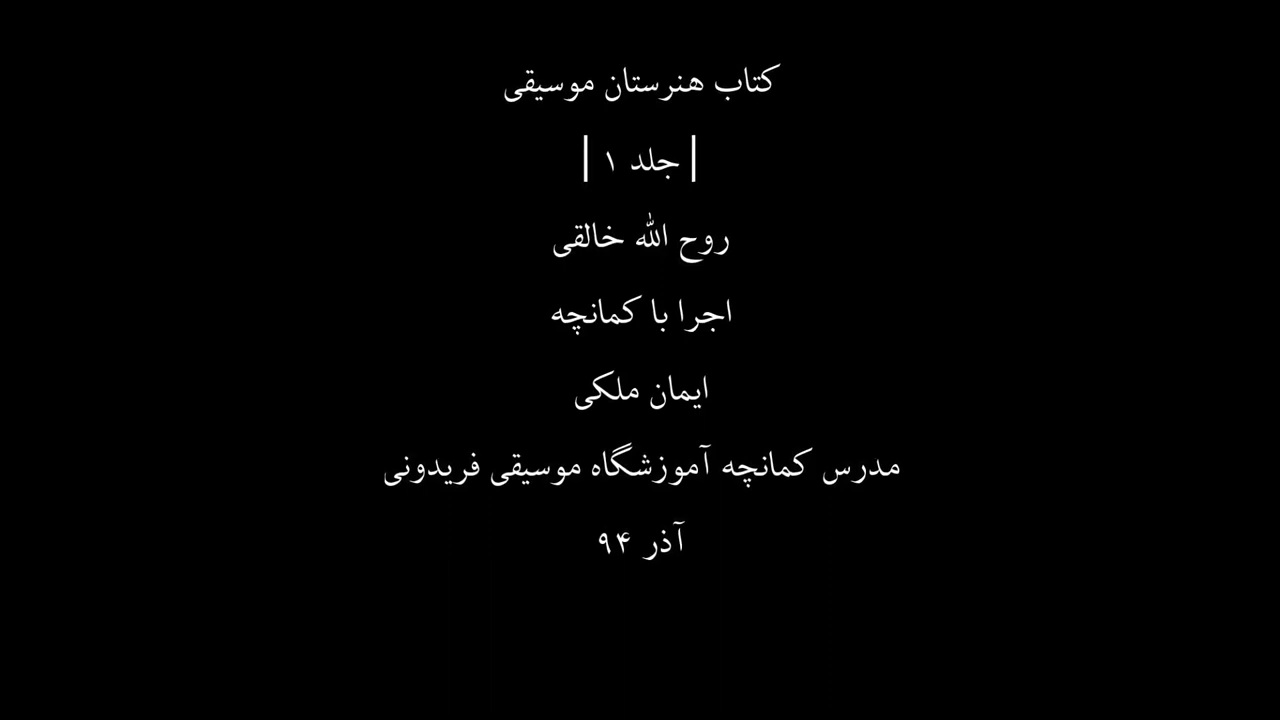 کتاب هنرستان موسیقی
| جلد ۱ |
روح الله خالقی
اجرا با کمانچه
ایمان ملکی
مدرس کمانچه آموزشگاه موسیقی فریدونی
آذر ۹۴